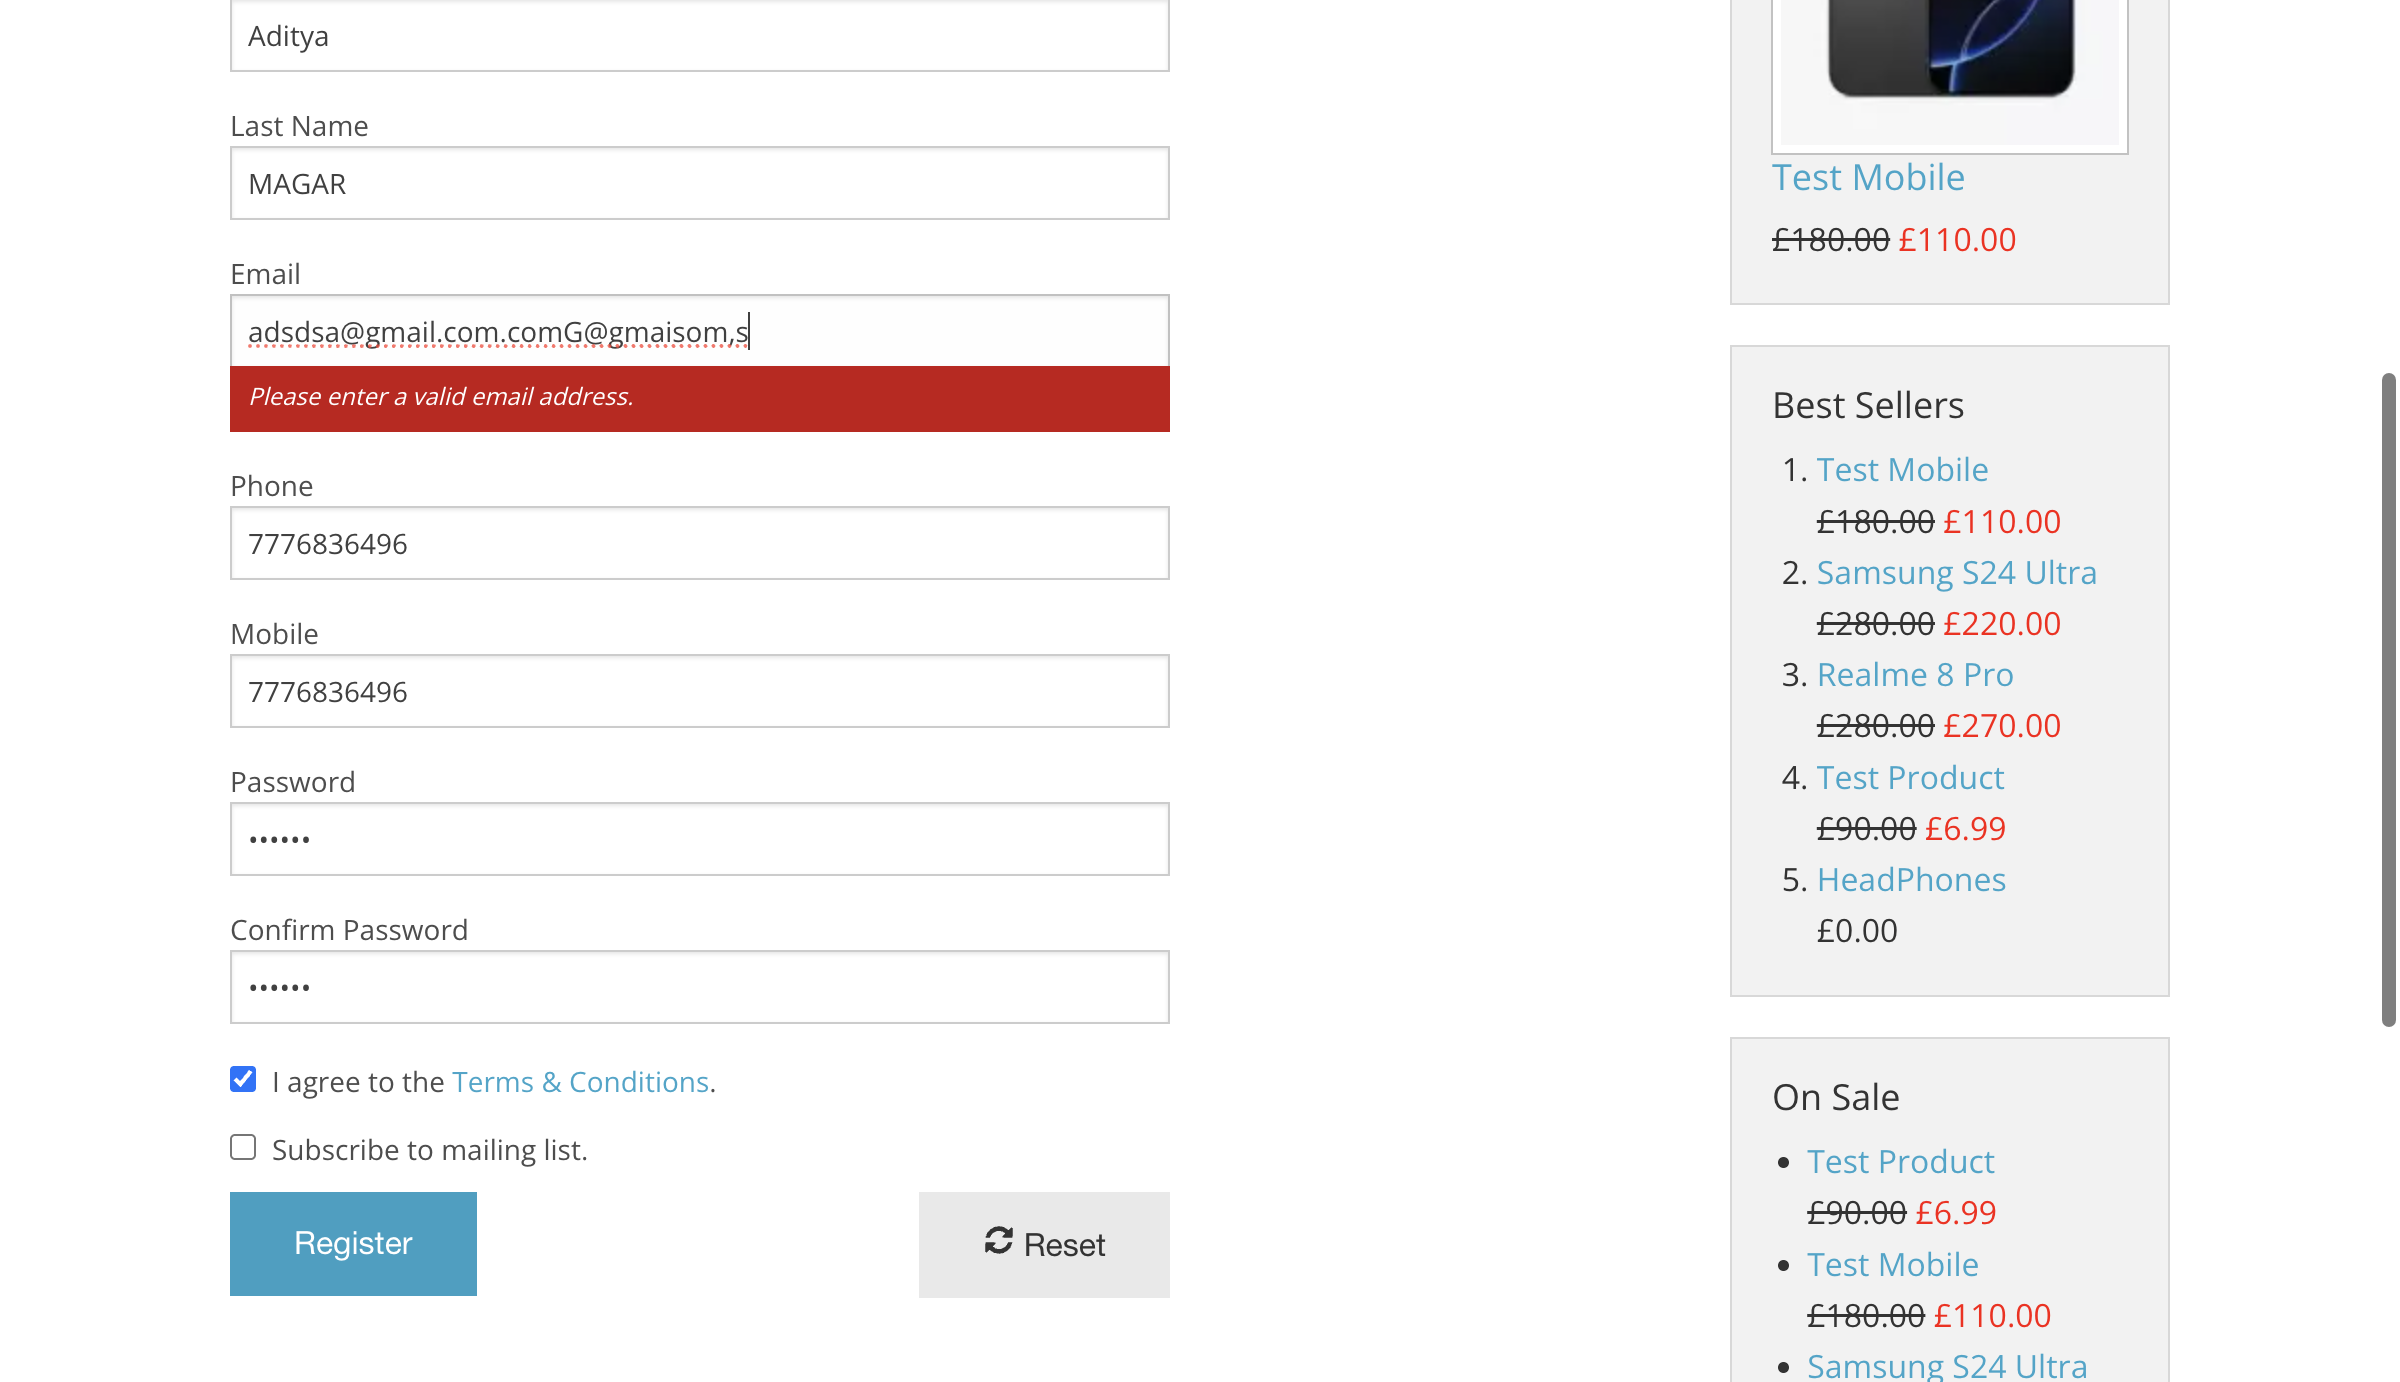 Aditya
Last Name
MAGAR
Email
adsdsa@gmail.com.comG@gmaisom,s
Please enter a valid email address.
Phone
7776836496
Mobile
7776836496
Password
••••••
Confirm Password
••••••
I agree to the Terms & Conditions.
Subscribe to mailing list.
Register
Reset
Test Mobile
£180.00 £110.00
Best Sellers
1. Test Mobile
£180.00 £110.00
2. Samsung S24 Ultra
£280.00 £220.00
3. Realme 8 Pro
£280.00 £270.00
4. Test Product
£90.00 £6.99
5. HeadPhones
£0.00
On Sale
• Test Product
£90.00 £6.99
• Test Mobile
£180.00 £110.00
• Samsung S24 Ultra